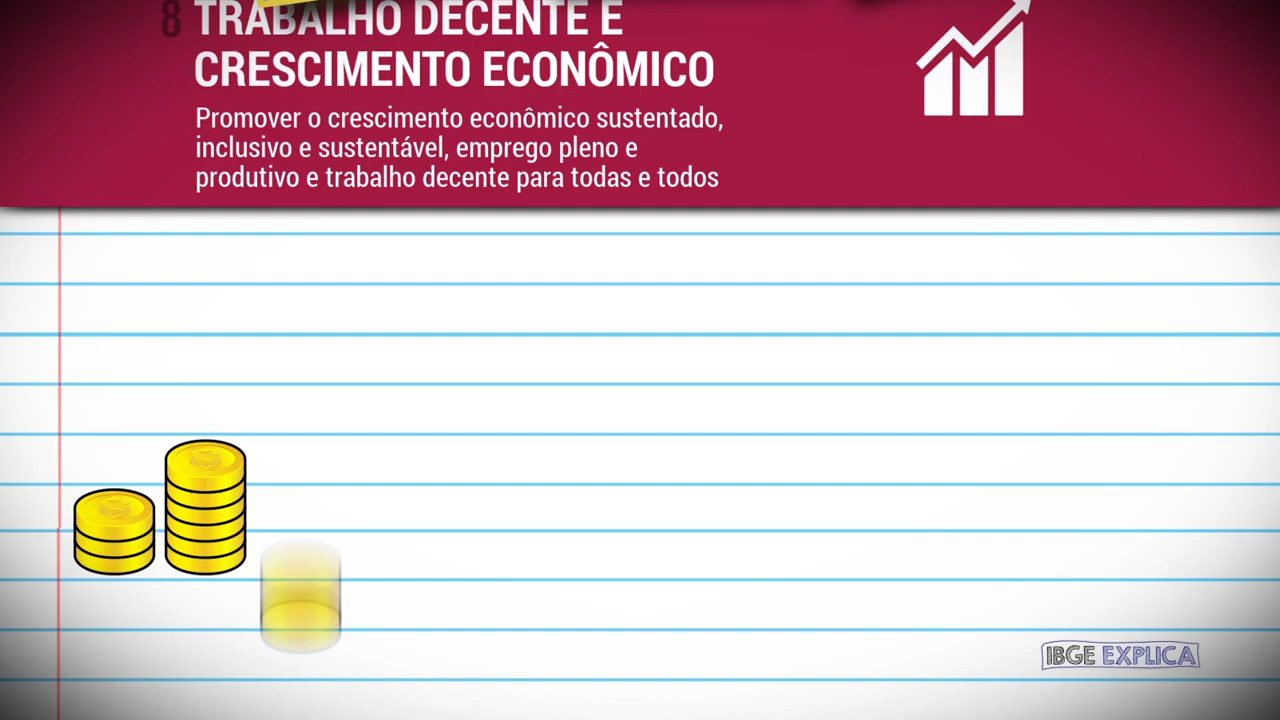 8 TRABALHO DECENTE E
CRESCIMENTO ECONÔMICO
Promover o crescimento econômico sustentado,
inclusivo e sustentável, emprego pleno e
produtivo e trabalho decente para todas e todos
IBGE EXPLICA